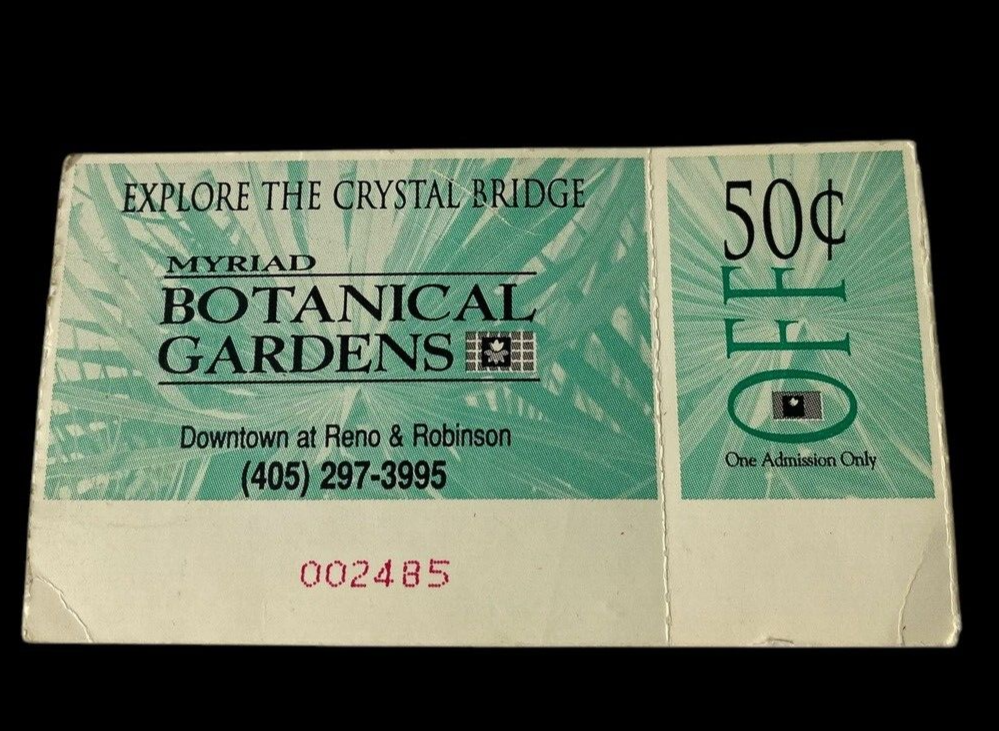 EXPLORE THE CRYSTAL BRIDGE
MYRIAD
BOTANICAL
GARDENS
Downtown at Reno & Robinson
(405) 297-3995
002485
50¢
OFF
One Admission Only